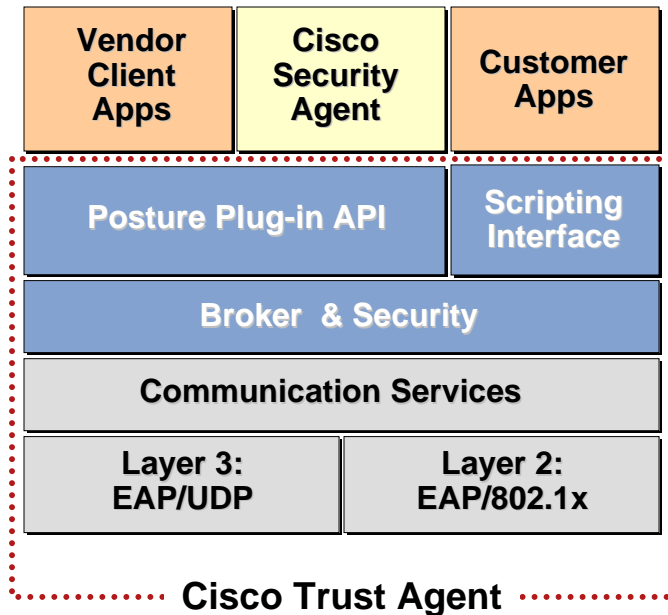 Vendor
Client
Apps
Cisco
Security
Agent
Customer
Apps
Posture Plug-in API
Scripting
Interface
Broker & Security
Communication Services
Layer 3:
EAP/UDP
Layer 2:
EAP/802.1x
Cisco Trust Agent